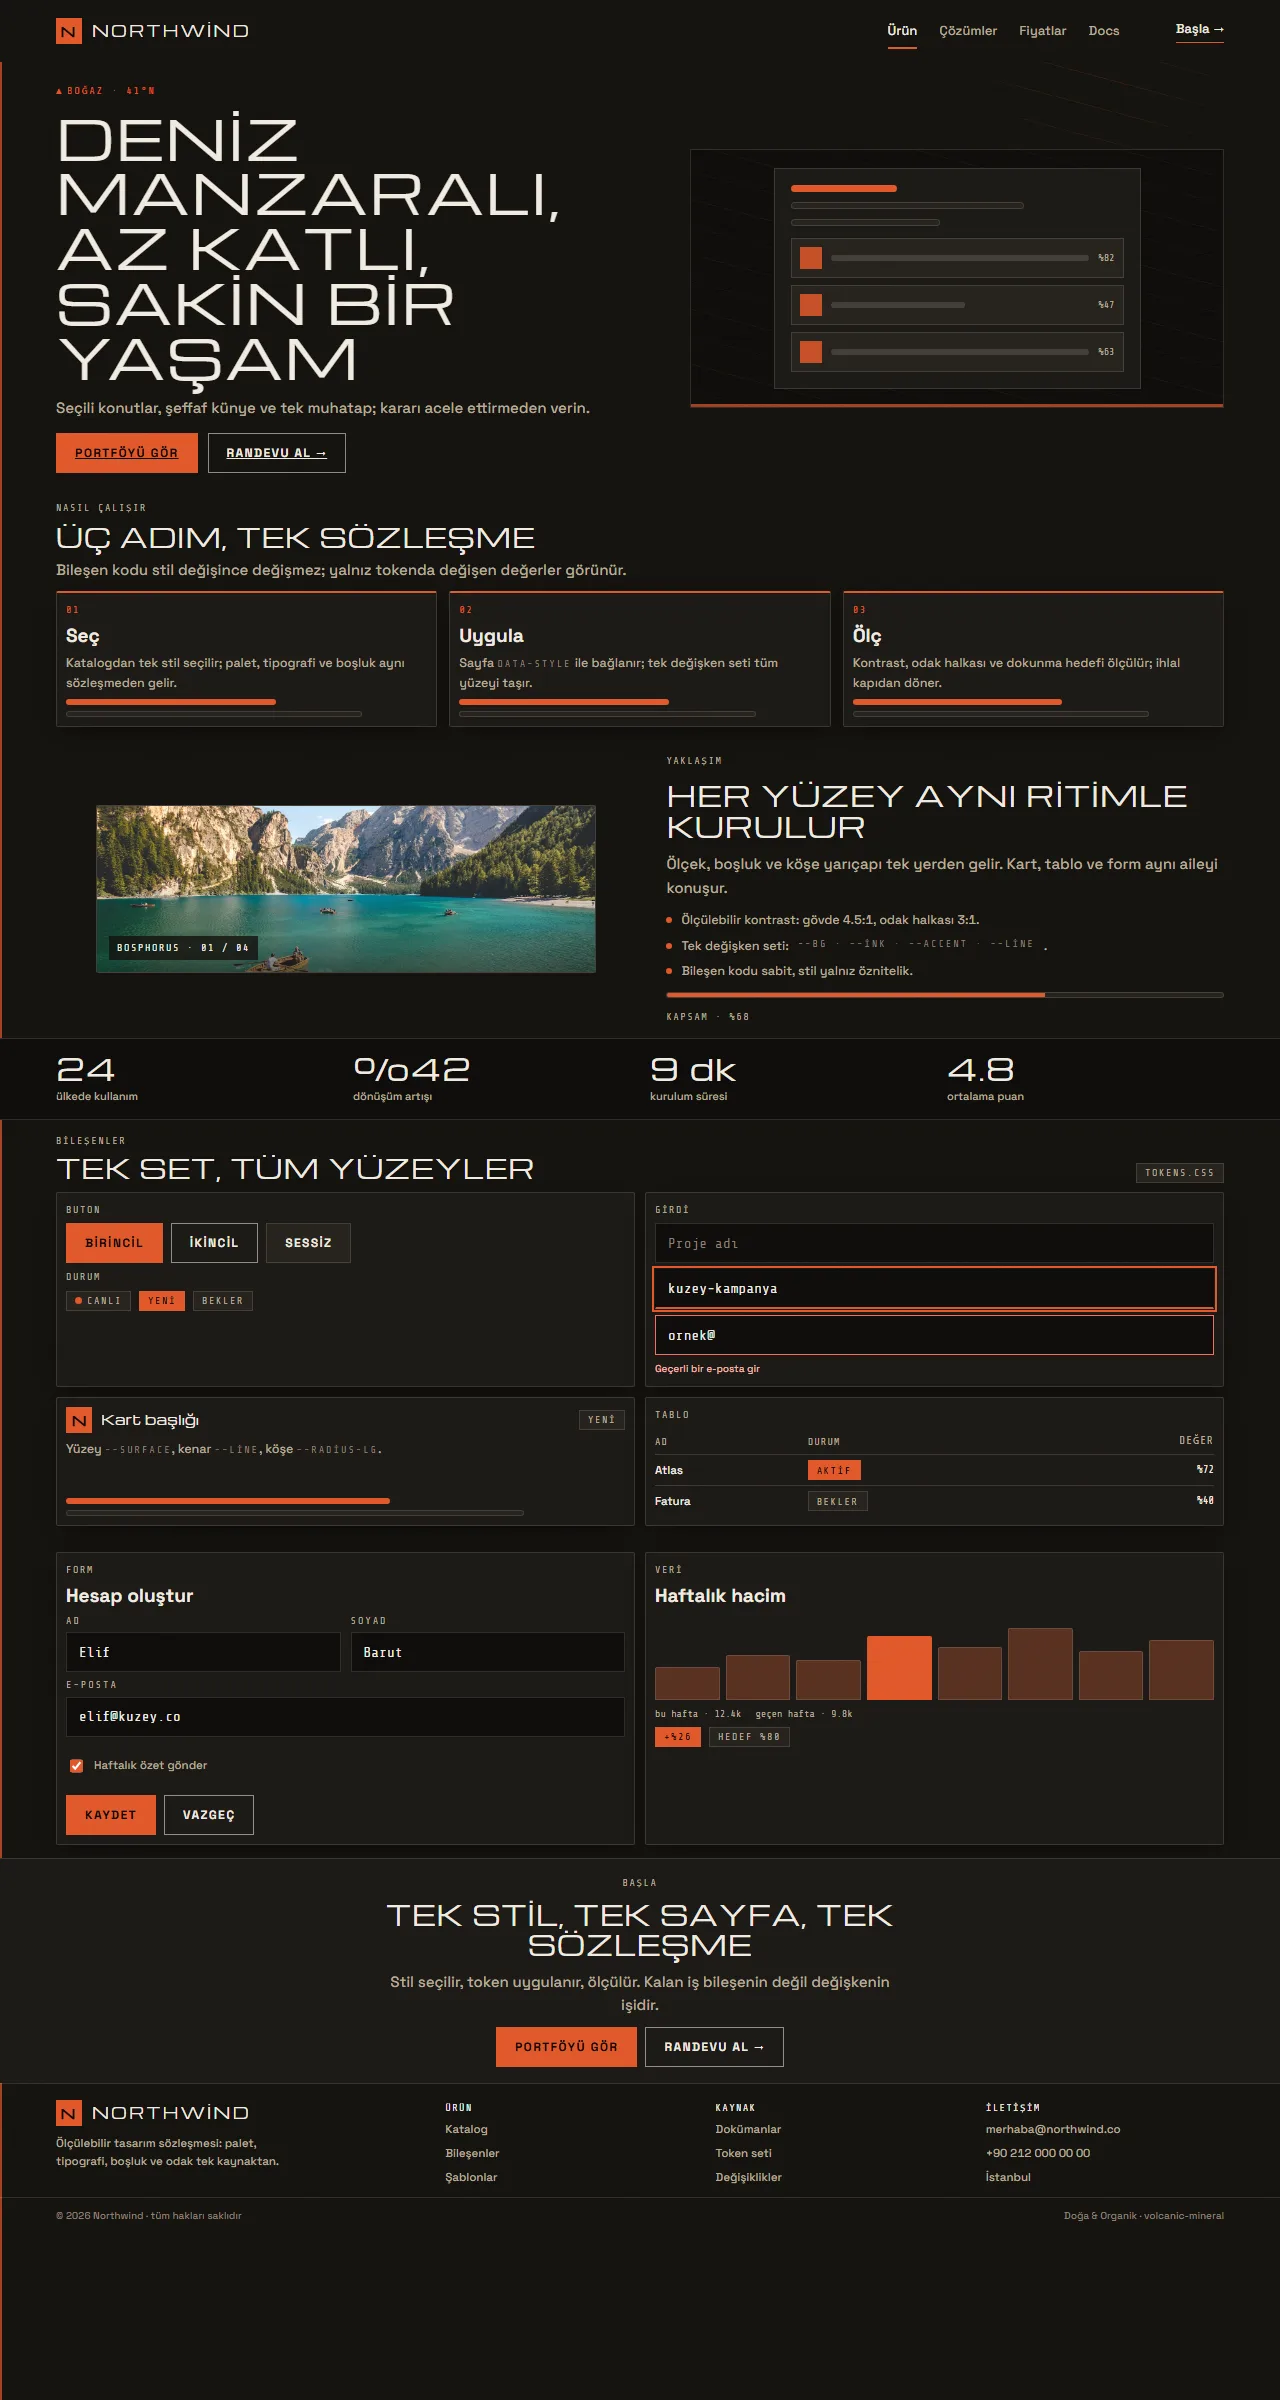 N NORTHWİND
Ürün Çözümler Fiyatlar Docs Başla →
▲ BOĞAZ · 41°N
DENİZ
MANZARALI,
AZ KATLI,
SAKİN BİR
YAŞAM
Seçili konutlar, şeffaf künye ve tek muhatap; kararı acele ettirmeden verin.
PORTFÖYÜ GÖR RANDEVU AL →
%82
%47
%63
NASIL ÇALIŞIR
ÜÇ ADIM, TEK SÖZLEŞME
Bileşen kodu stil değişince değişmez; yalnız tokenda değişen değerler görünür.
01
Seç
Katalogdan tek stil seçilir; palet, tipografi ve boşluk aynı
sözleşmeden gelir.
02
Uygula
Sayfa DATA-STYLE ile bağlanır; tek değişken seti tüm
yüzeyi taşır.
03
Ölç
Kontrast, odak halkası ve dokunma hedefi ölçülür; ihlal
kapıdan döner.
BOSPHORUS · 01 / 04
YAKLAŞIM
HER YÜZEY AYNI RİTİMLE
KURULUR
Ölçek, boşluk ve köşe yarıçapı tek yerden gelir. Kart, tablo ve form aynı aileyi
konuşur.
Ölçülebilir kontrast: gövde 4.5:1, odak halkası 3:1.
Tek değişken seti: --BG · --İNK · --ACCENT · --LİNE .
Bileşen kodu sabit, stil yalnız öznitelik.
KAPSAM · %68
24
ülkede kullanım
%42
dönüşüm artışı
9 dk
kurulum süresi
4.8
ortalama puan
BİLEŞENLER
TEK SET, TÜM YÜZEYLER
TOKENS.CSS
BUTON
BİRİNCİL İKİNCİL SESSİZ
DURUM
CANLI YENİ BEKLER
GİRDİ
Proje adı
kuzey-kampanya
ornek@
Geçerli bir e-posta gir
N Kart başlığı YENİ
Yüzey --SURFACE, kenar --LİNE, köşe --RADİUS-LG.
TABLO
AD DURUM DEĞER
Atlas AKTİF %72
Fatura BEKLER %40
FORM
Hesap oluştur
AD SOYAD
Elif Barut
E-POSTA
elif@kuzey.co
Haftalık özet gönder
KAYDET VAZGEÇ
VERİ
Haftalık hacim
bu hafta · 12.4k geçen hafta · 9.8k
+%26 HEDEF %80
BAŞLA
TEK STİL, TEK SAYFA, TEK
SÖZLEŞME
Stil seçilir, token uygulanır, ölçülür. Kalan iş bileşenin değil değişkenin
işidir.
PORTFÖYÜ GÖR RANDEVU AL →
N NORTHWİND
Ölçülebilir tasarım sözleşmesi: palet,
tipografi, boşluk ve odak tek kaynaktan.
ÜRÜN
Katalog
Bileşenler
Şablonlar
KAYNAK
Dokümanlar
Token seti
Değişiklikler
İLETİŞİM
merhaba@northwind.co
+90 212 000 00 00
İstanbul
© 2026 Northwind · tüm hakları saklıdır
Doğa & Organik · volcanic-mineral